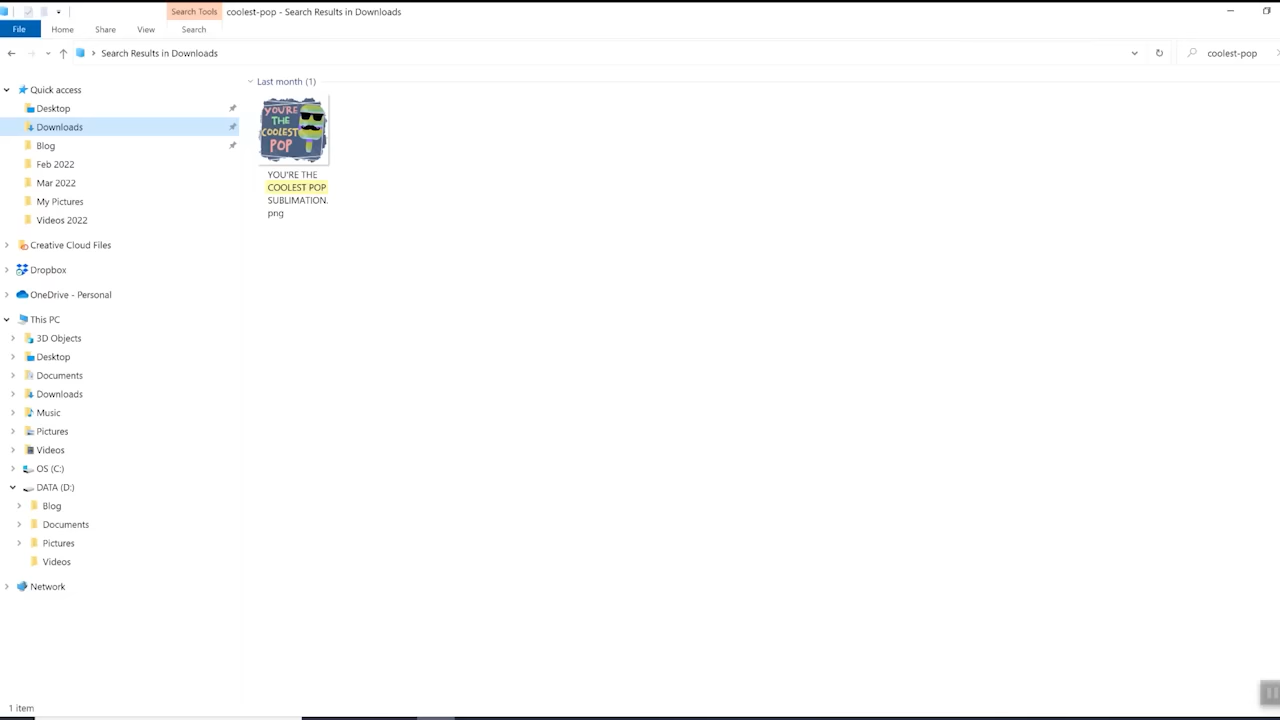 Search Tools
coolest-pop - Search Results in Downloads
File
Home
Share
View
Search
Search Results in Downloads
coolest-pop
Quick access
Desktop
Downloads
Blog
Feb 2022
Mar 2022
My Pictures
Videos 2022
Creative Cloud Files
Dropbox
OneDrive - Personal
This PC
3D Objects
Desktop
Documents
Downloads
Music
Pictures
Videos
OS (C:)
DATA (D:)
Blog
Documents
Pictures
Videos
Network
Last month (1)
YOU'RE
THE
COOLEST
POP
YOU'RE THE
COOLEST POP
SUBLIMATION.
png
1 item